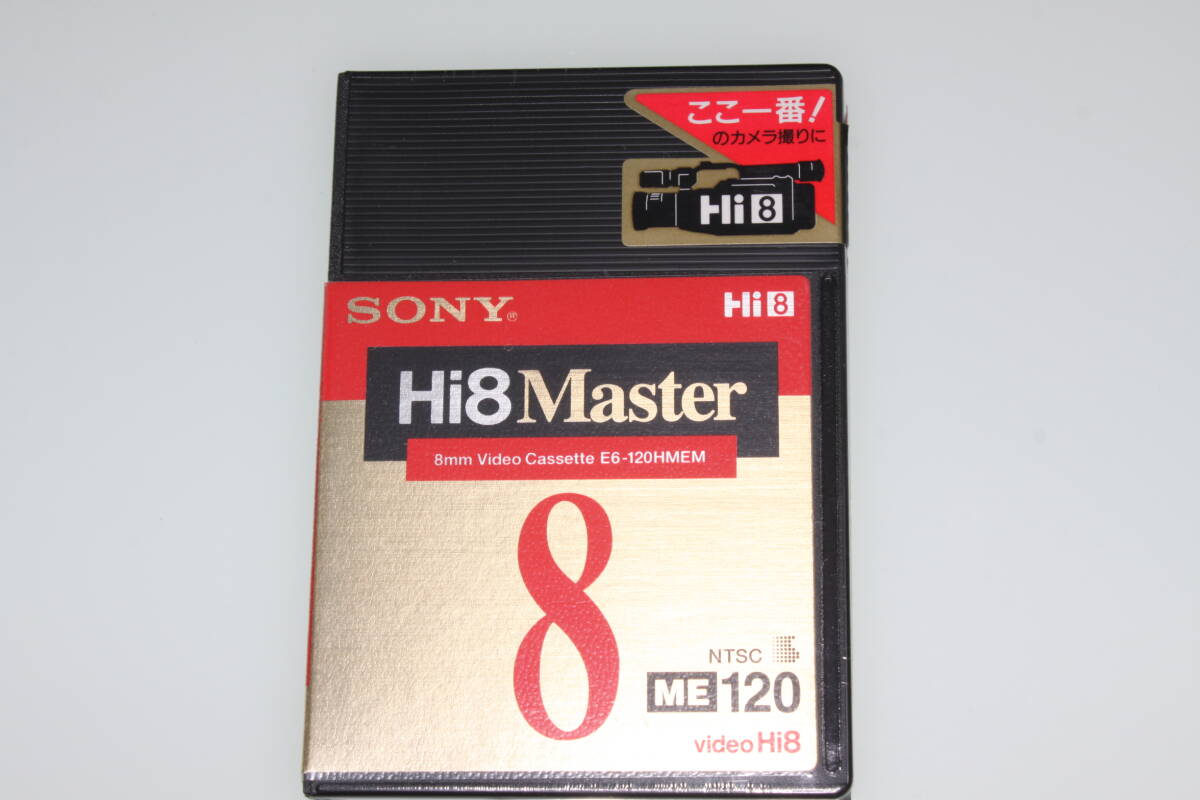 ここ一番!
のカメラ撮りに
Hi8
SONY®
Hi8
Hi8 Master
8mm Video Cassette E6-120HMEM
8
NTSC
ME 120
video Hi8